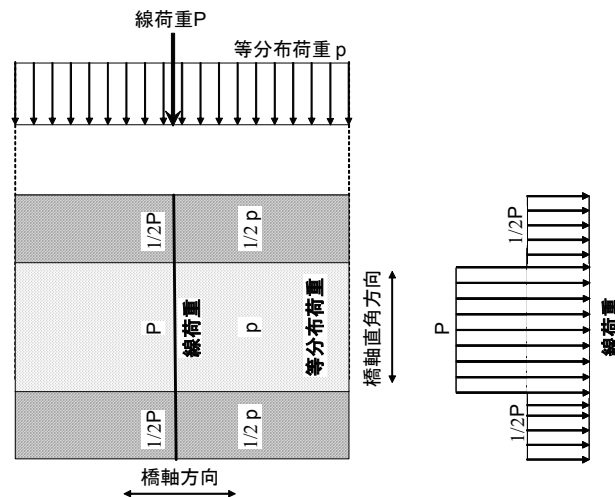 線荷重P
等分布荷重 p
1/2P
1/2 p
P
線荷重
p
等分布荷重
1/2P
1/2 p
橋軸方向
橋軸直角方向
1/2P
P
1/2P
線荷重